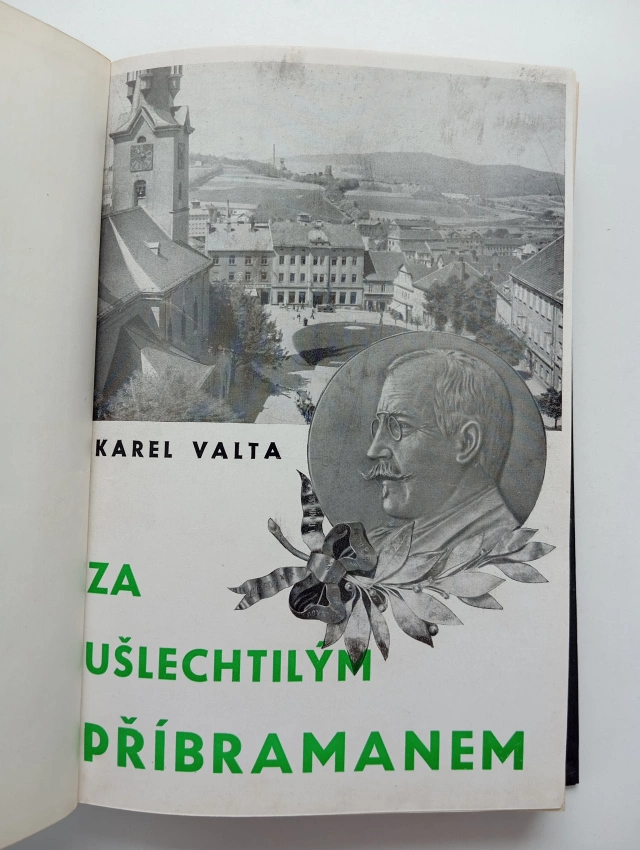 KAREL VALTA
ZA
UŠLECHTILÝM
PŘÍBRAMANEM